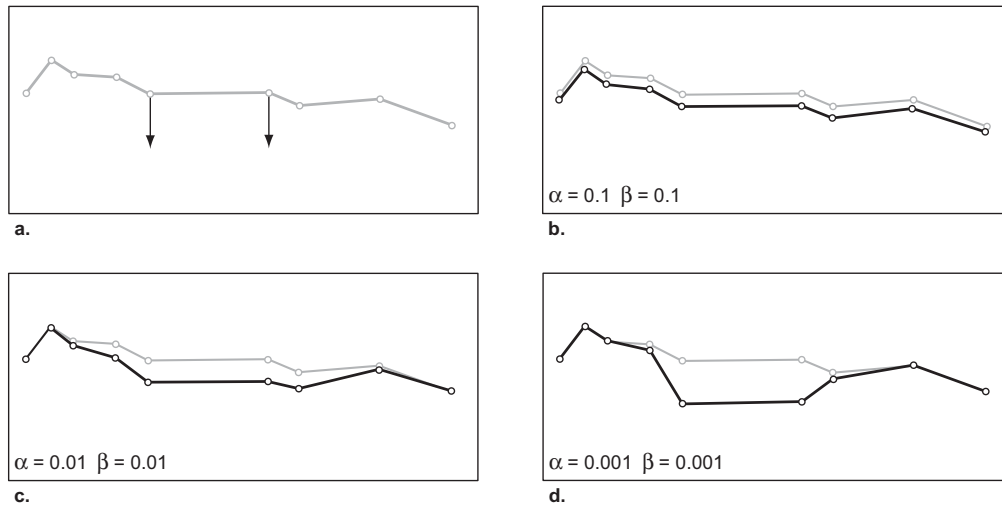 a.
α = 0.1 β = 0.1
b.
α = 0.01 β = 0.01
c.
α = 0.001 β = 0.001
d.